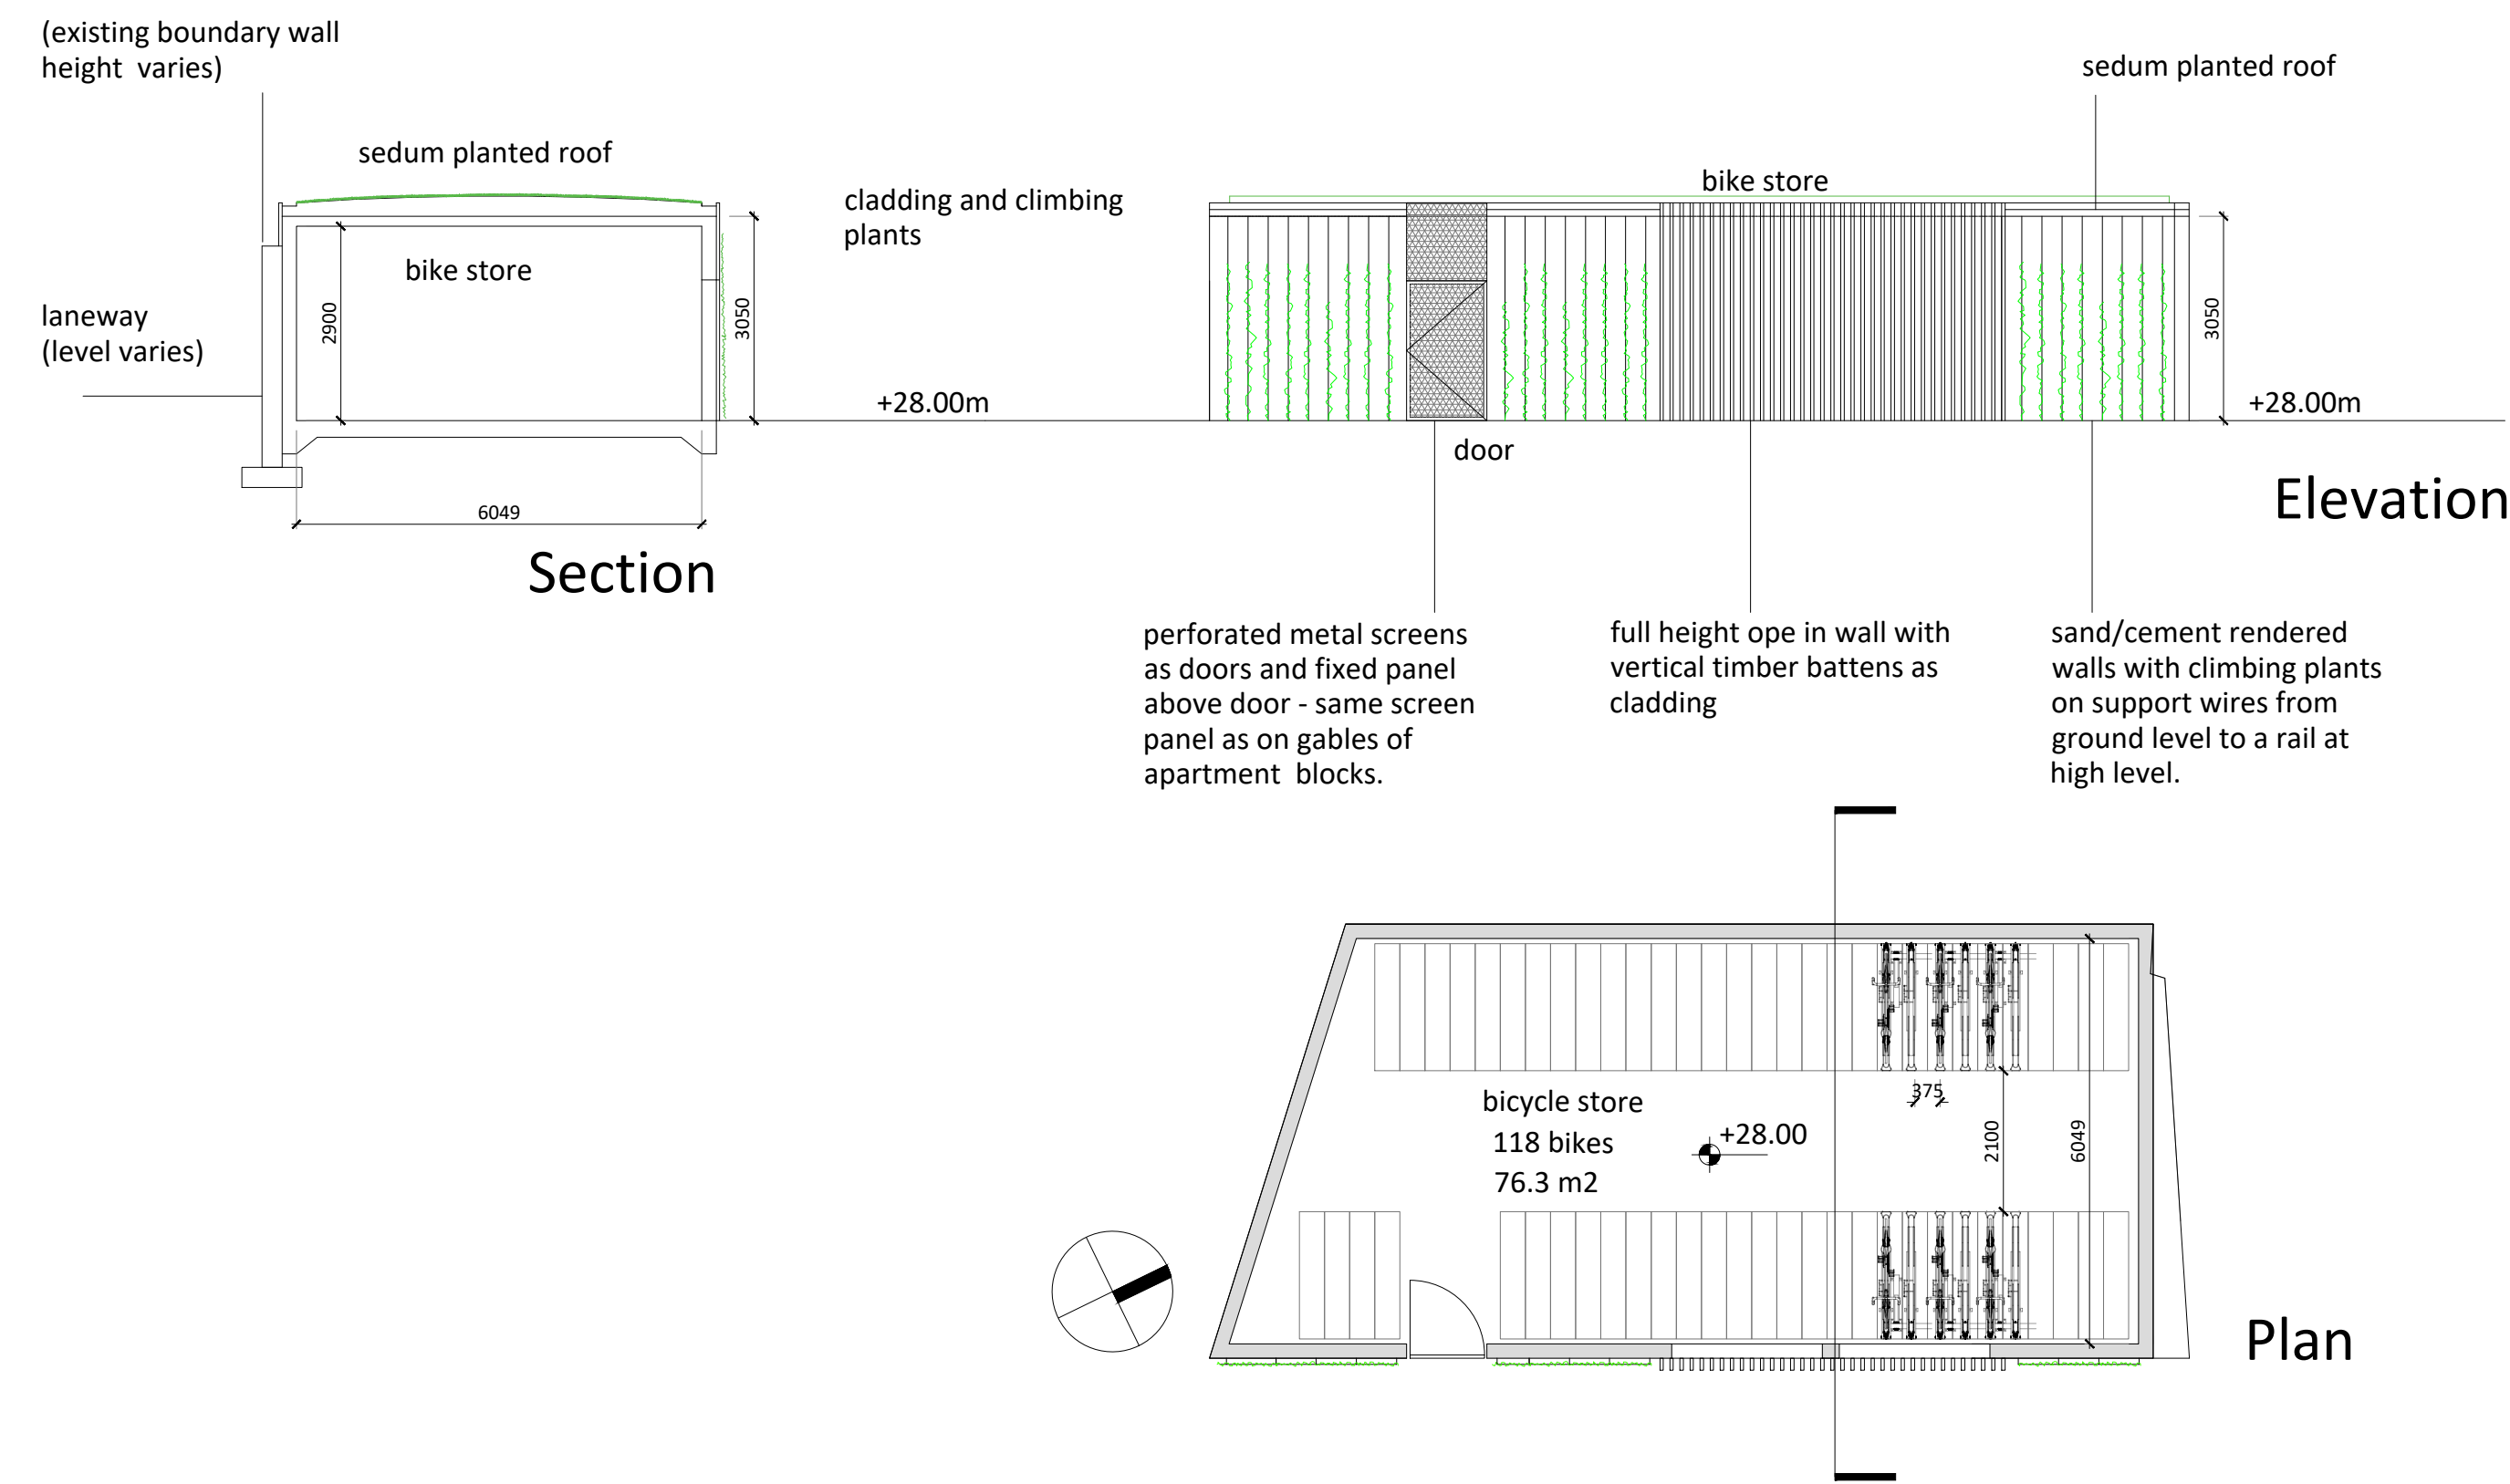 (existing boundary wall
height  varies)
sedum planted roof
bike store
laneway
(level varies)
2900
3050
6049
Section
cladding and climbing
plants
+28.00m
sedum planted roof
bike store
3050
+28.00m
door
Elevation
perforated metal screens
as doors and fixed panel
above door - same screen
panel as on gables of
apartment  blocks.
full height ope in wall with
vertical timber battens as
cladding
sand/cement rendered
walls with climbing plants
on support wires from
ground level to a rail at
high level.
bicycle store
118 bikes
76.3 m2
+28.00
375
2100
6049
Plan